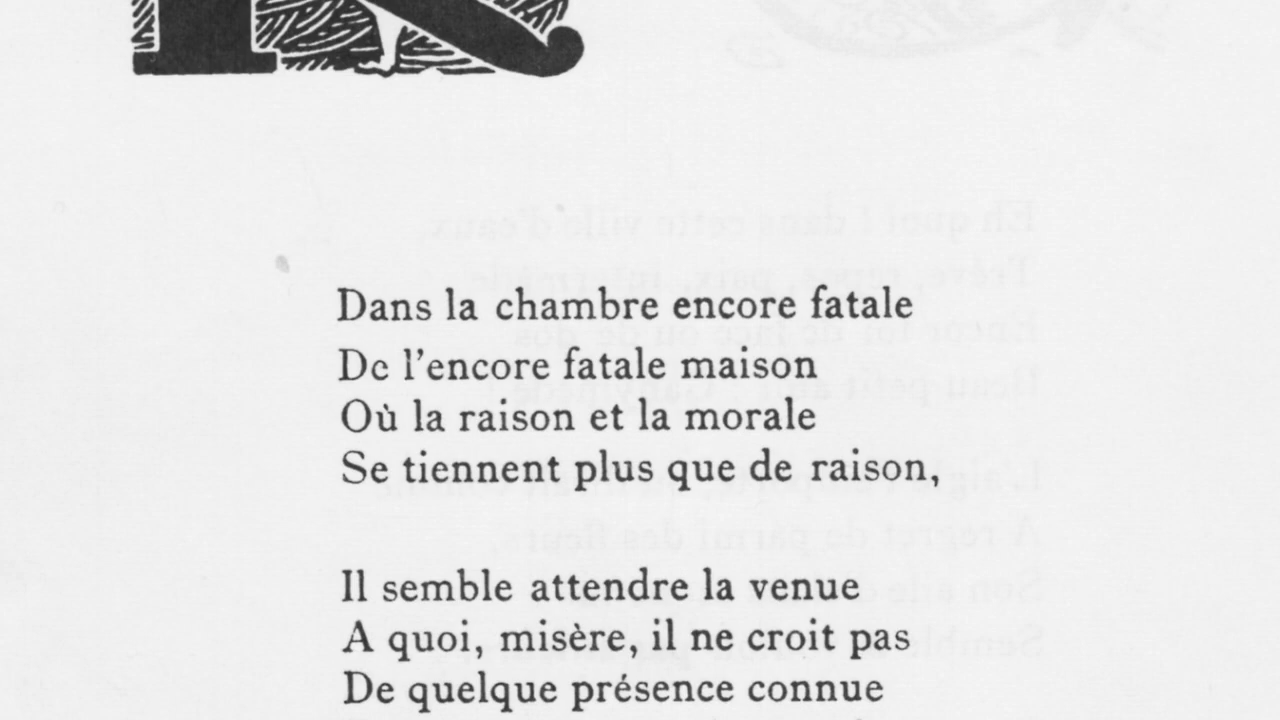 Dans la chambre encore fatale
De l'encore fatale maison
Où la raison et la morale
Se tiennent plus que de raison,
Il semble attendre la venue
A quoi, misère, il ne croit pas
De quelque présence connue